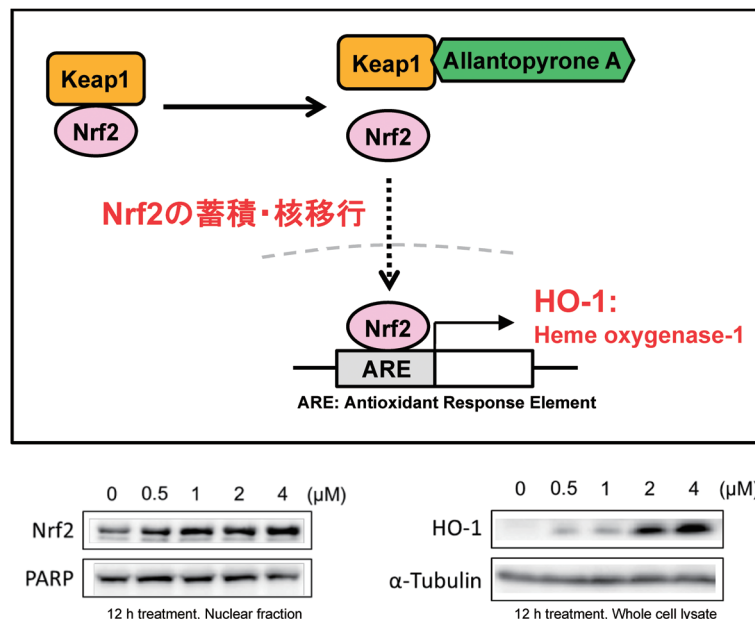 Keap1
Nrf2
Keap1
Allantopyrone A
Nrf2
Nrf2の蓄積・核移行
Nrf2
ARE
HO-1:
Heme oxygenase-1
ARE: Antioxidant Response Element
0 0.5 1 2 4 (μM)
Nrf2
PARP
12 h treatment. Nuclear fraction
0 0.5 1 2 4 (μM)
HO-1
α-Tubulin
12 h treatment. Whole cell lysate